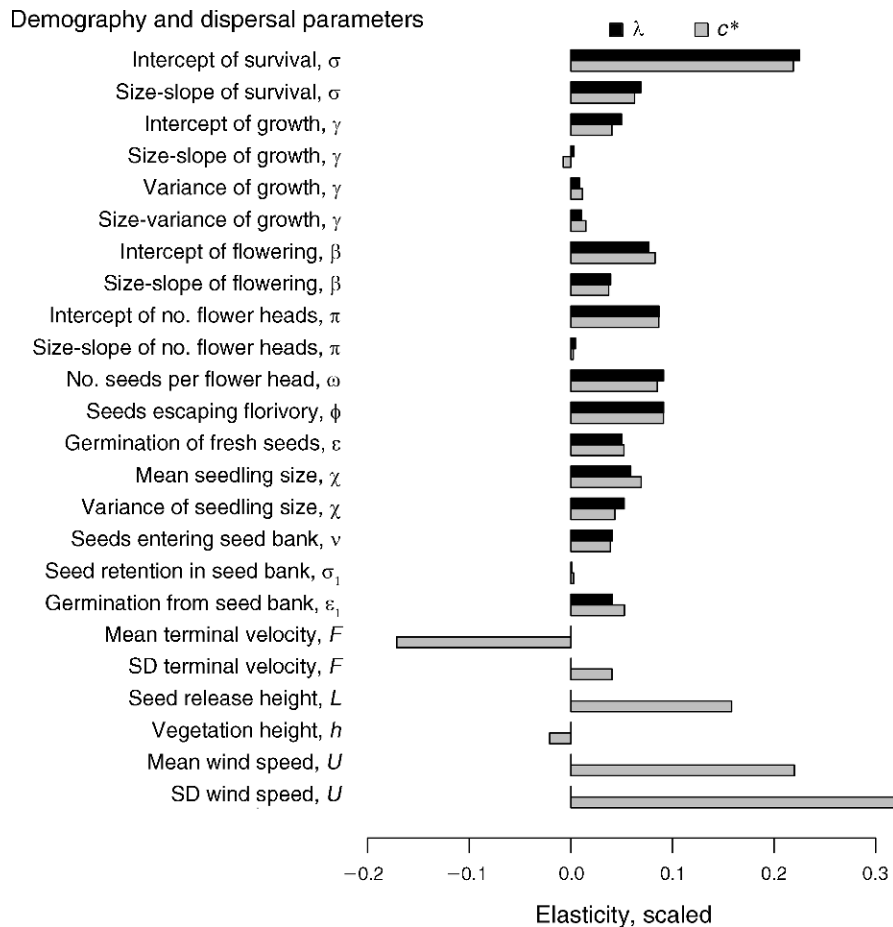 Demography and dispersal parameters
λ c*
Intercept of survival, σ
Size-slope of survival, σ
Intercept of growth, γ
Size-slope of growth, γ
Variance of growth, γ
Size-variance of growth, γ
Intercept of flowering, β
Size-slope of flowering, β
Intercept of no. flower heads, π
Size-slope of no. flower heads, π
No. seeds per flower head, ω
Seeds escaping florivory, ϕ
Germination of fresh seeds, ε
Mean seedling size, χ
Variance of seedling size, χ
Seeds entering seed bank, ν
Seed retention in seed bank, σ₁
Germination from seed bank, ε₁
Mean terminal velocity, F
SD terminal velocity, F
Seed release height, L
Vegetation height, h
Mean wind speed, U
SD wind speed, U
−0.2 −0.1 0.0 0.1 0.2 0.3
Elasticity, scaled